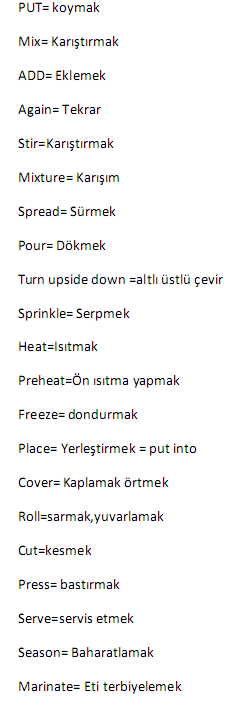 PUT= koymak
Mix= Karıştırmak
ADD= Eklemek
Again= Tekrar
Stir=Karıştırmak
Mixture= Karışım
Spread= Sürmek
Pour= Dökmek
Turn upside down =altlı üstlü çevir
Sprinkle= Serpmek
Heat=Isıtmak
Preheat=Ön ısıtma yapmak
Freeze= dondurmak
Place= Yerleştirmek = put into
Cover= Kaplamak örtmek
Roll=sarmak,yuvarlamak
Cut=kesmek
Press= bastırmak
Serve=servis etmek
Season= Baharatlamak
Marinate= Eti terbiyelemek